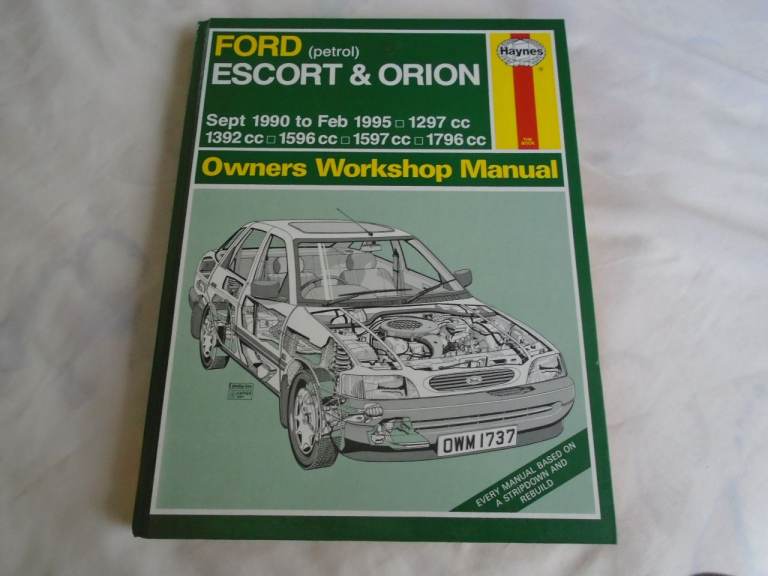 FORD (petrol)
ESCORT & ORION
Haynes
Sept 1990 to Feb 1995 □ 1297 cc
1392 cc □ 1596 cc □ 1597 cc □ 1796 cc
Owners Workshop Manual
OWM 1737
EVERY MANUAL BASED ON
A STRIPDOWN AND
REBUILD